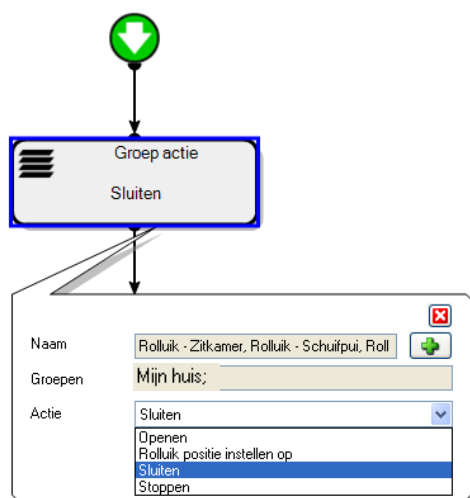 Groep actie
Sluiten
Naam
Rolluik - Zitkamer, Rolluik - Schuifpui, Roll
Groepen
Mijn huis;
Actie
Sluiten
Openen
Rolluik positie instellen op
Sluiten
Stoppen